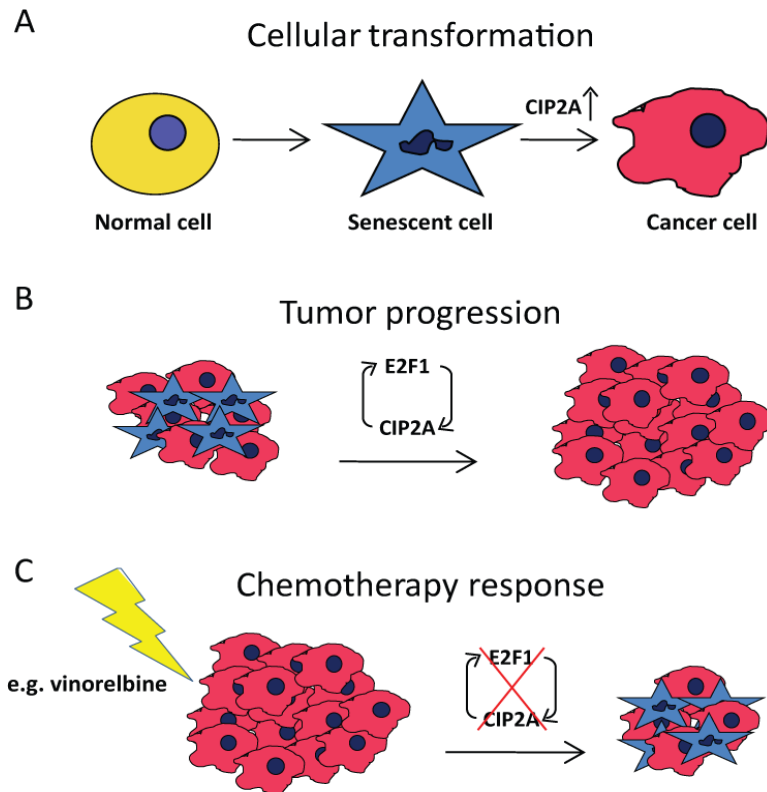 A
Cellular transformation
CIP2A
Normal cell
Senescent cell
Cancer cell
B
Tumor progression
E2F1
CIP2A
C
Chemotherapy response
e.g. vinorelbine
E2F1
CIP2A